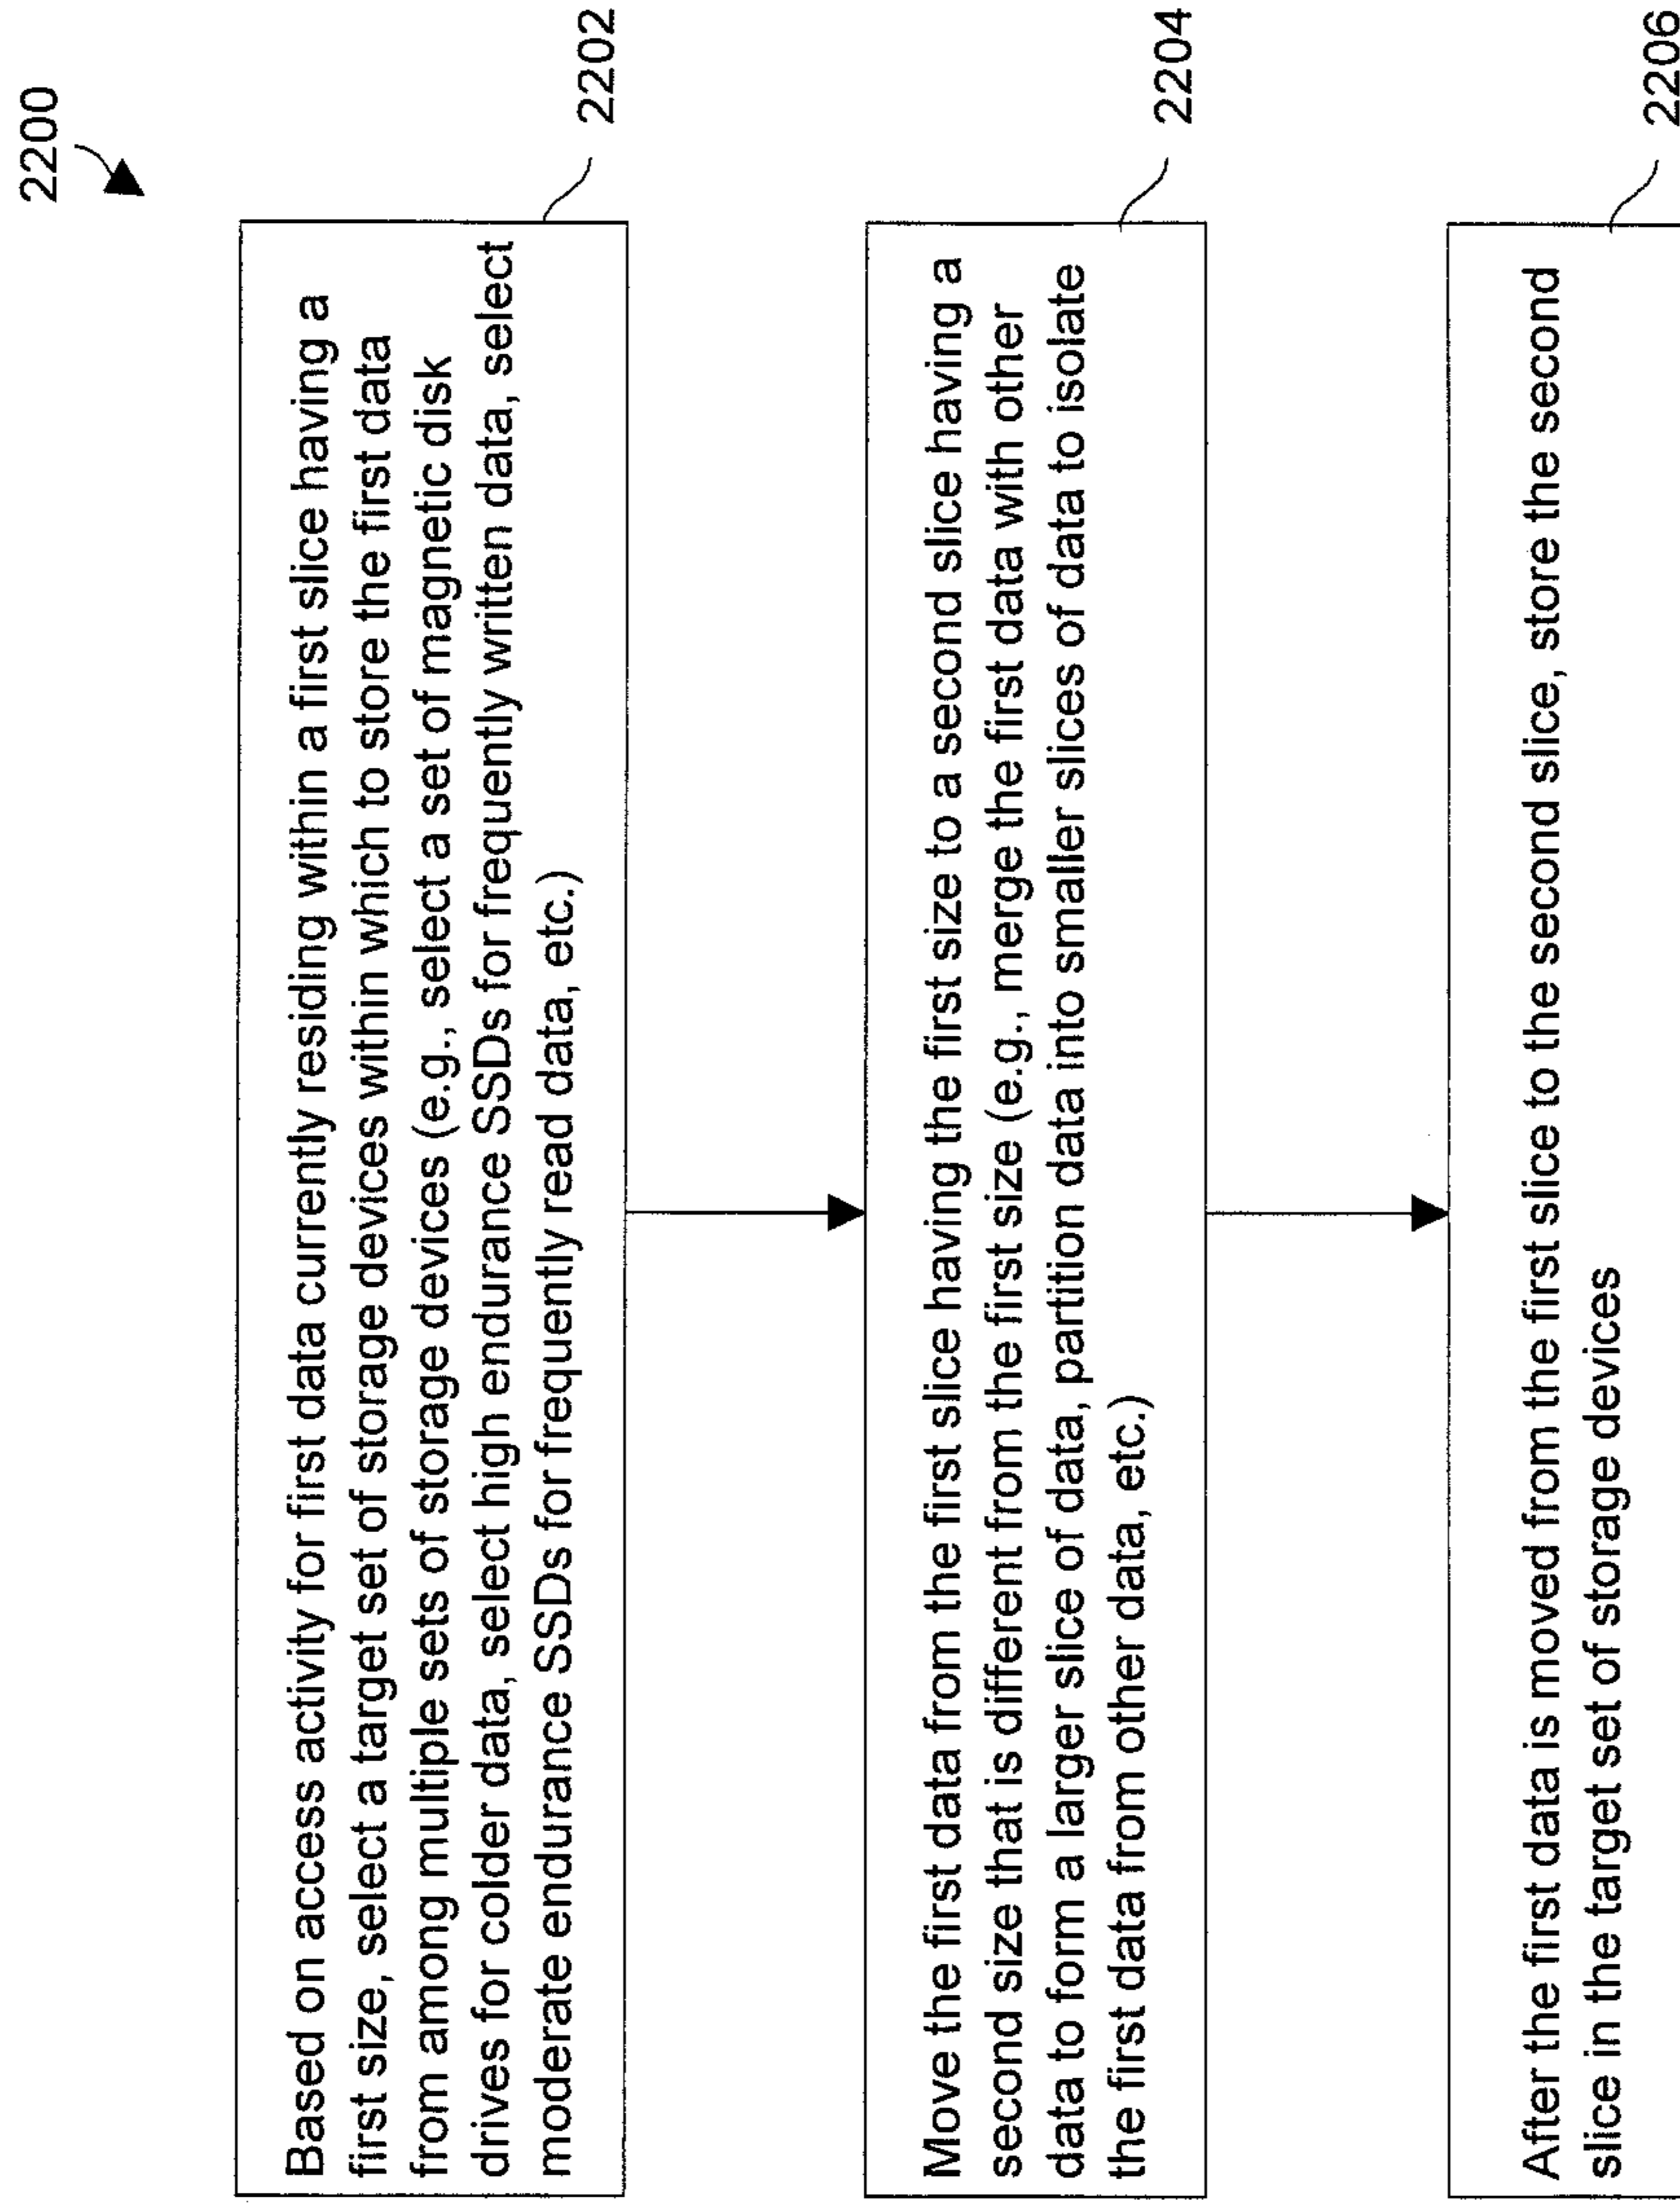 2200
Based on access activity for first data currently residing within a first slice having a
first size, select a target set of storage devices within which to store the first data
from among multiple sets of storage devices (e.g., select a set of magnetic disk
drives for colder data, select high endurance SSDs for frequently written data, select
moderate endurance SSDs for frequently read data, etc.)
2202
Move the first data from the first slice having the first size to a second slice having a
second size that is different from the first size (e.g., merge the first data with other
data to form a larger slice of data, partition data into smaller slices of data to isolate
the first data from other data, etc.)
2204
After the first data is moved from the first slice to the second slice, store the second
slice in the target set of storage devices
2206